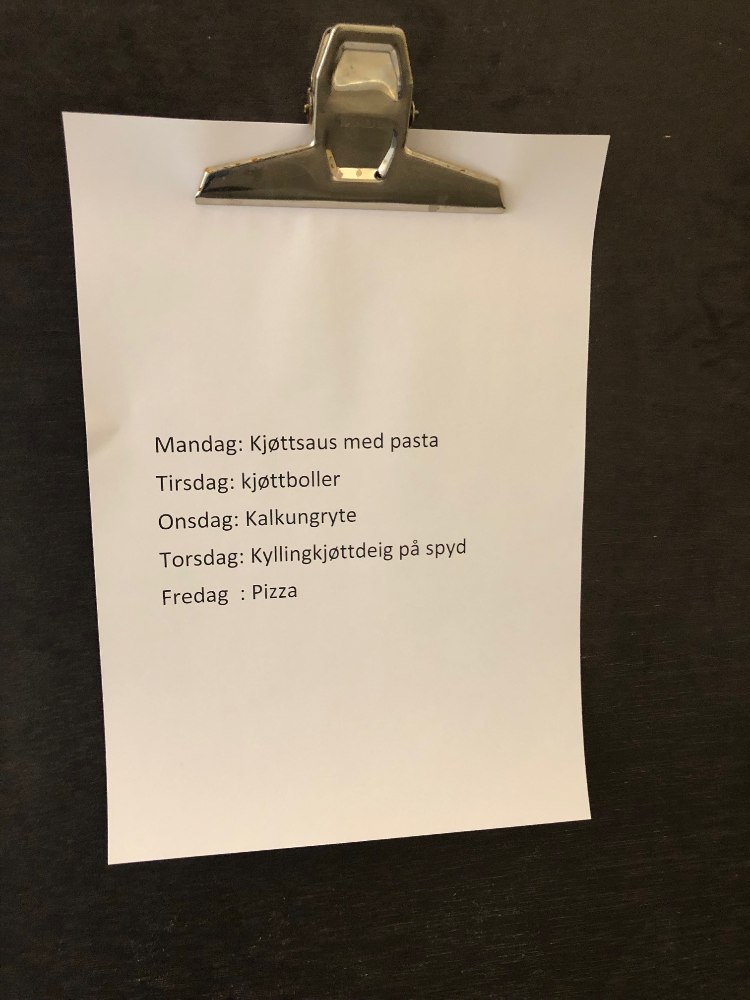 Mandag: Kjøttsaus med pasta
Tirsdag: kjøttboller
Onsdag: Kalkungryte
Torsdag: Kyllingkjøttdeig på spyd
Fredag  : Pizza